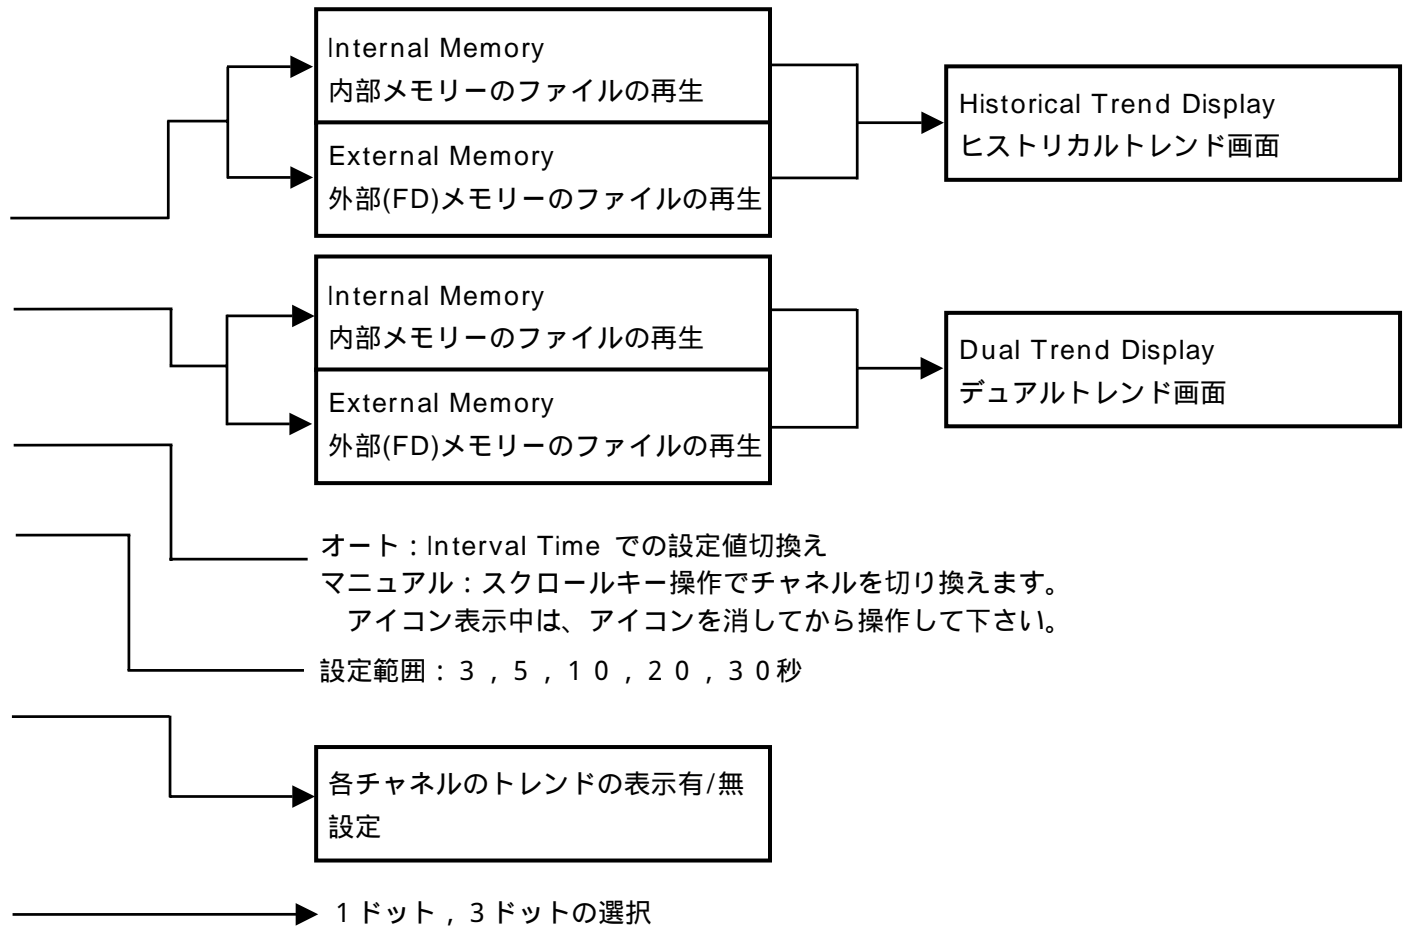 Internal Memory
内部メモリーのファイルの再生
External Memory
外部(FD)メモリーのファイルの再生
Historical Trend Display
ヒストリカルトレンド画面
Internal Memory
内部メモリーのファイルの再生
External Memory
外部(FD)メモリーのファイルの再生
Dual Trend Display
デュアルトレンド画面
オート：Interval Time での設定値切換え
マニュアル：スクロールキー操作でチャネルを切り換えます。
アイコン表示中は、アイコンを消してから操作して下さい。
設定範囲：３，５，１０，２０，３０秒
各チャネルのトレンドの表示有/無
設定
１ドット，３ドットの選択